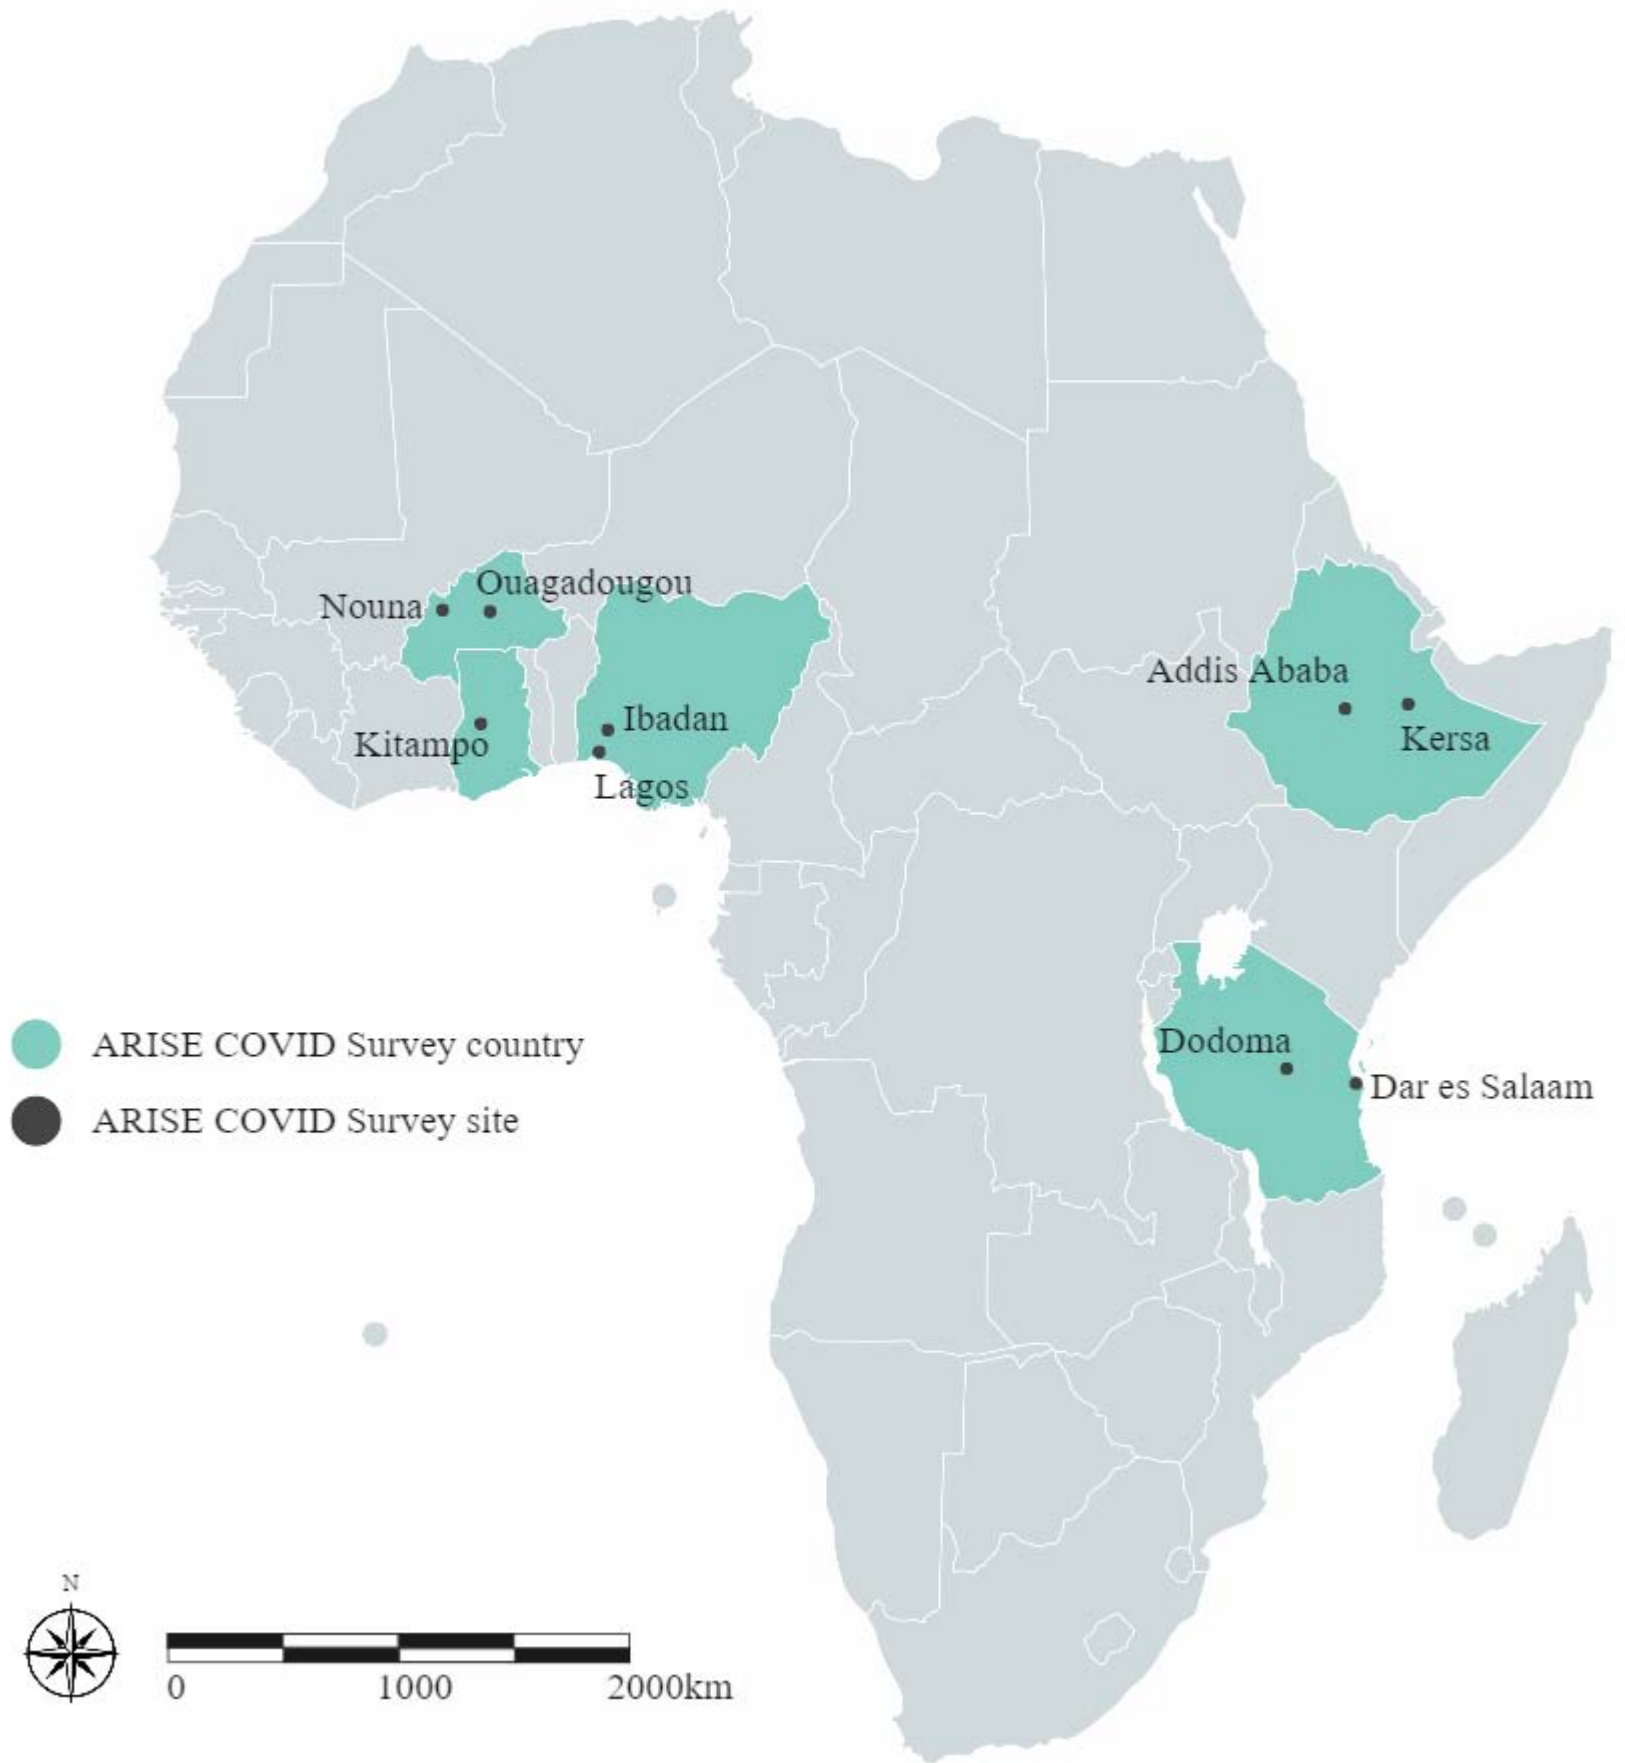 Ouagadougou
Nouna
Addis Ababa
Ibadan
Kersa
Kitampo
Lagos
Dodoma
ARISE COVID Survey country
Dar es Salaam
ARISE COVID Survey site
N
0 1000 2000km